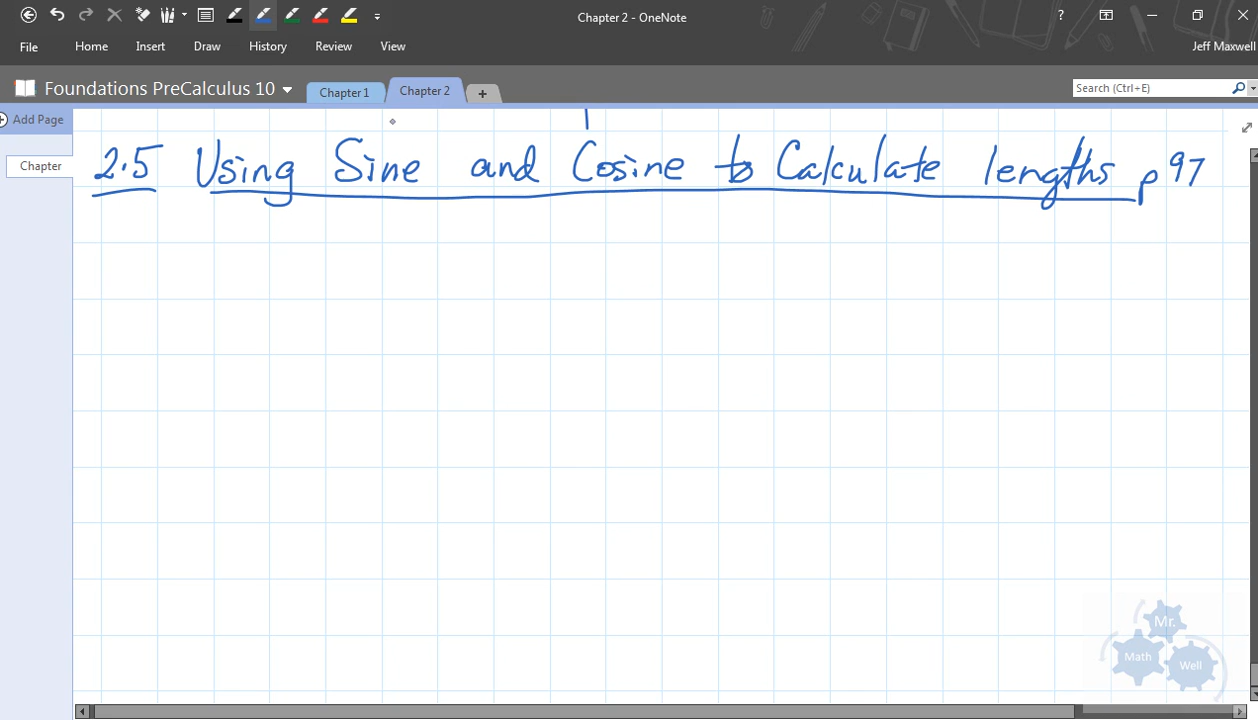 Chapter 2 - OneNote
?
File
Home
Insert
Draw
History
Review
View
Jeff Maxwell
Foundations PreCalculus 10
Chapter 1
Chapter 2
+
Search (Ctrl+E)
Add Page
Chapter
2.5 Using Sine and Cosine to Calculate lengths p97
Mr.
Math
Well